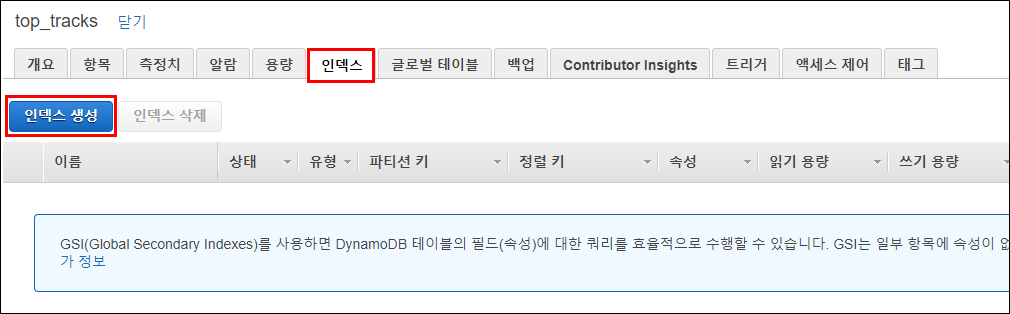 top_tracks 닫기
개요 항목 측정치 알람 용량 인덱스 글로벌 테이블 백업 Contributor Insights 트리거 액세스 제어 태그
인덱스 생성 인덱스 삭제
이름 상태 유형 파티션 키 정렬 키 속성 읽기 용량 쓰기 용량
GSI(Global Secondary Indexes)를 사용하면 DynamoDB 테이블의 필드(속성)에 대한 쿼리를 효율적으로 수행할 수 있습니다. GSI는 일부 항목에 속성이 없
가 정보